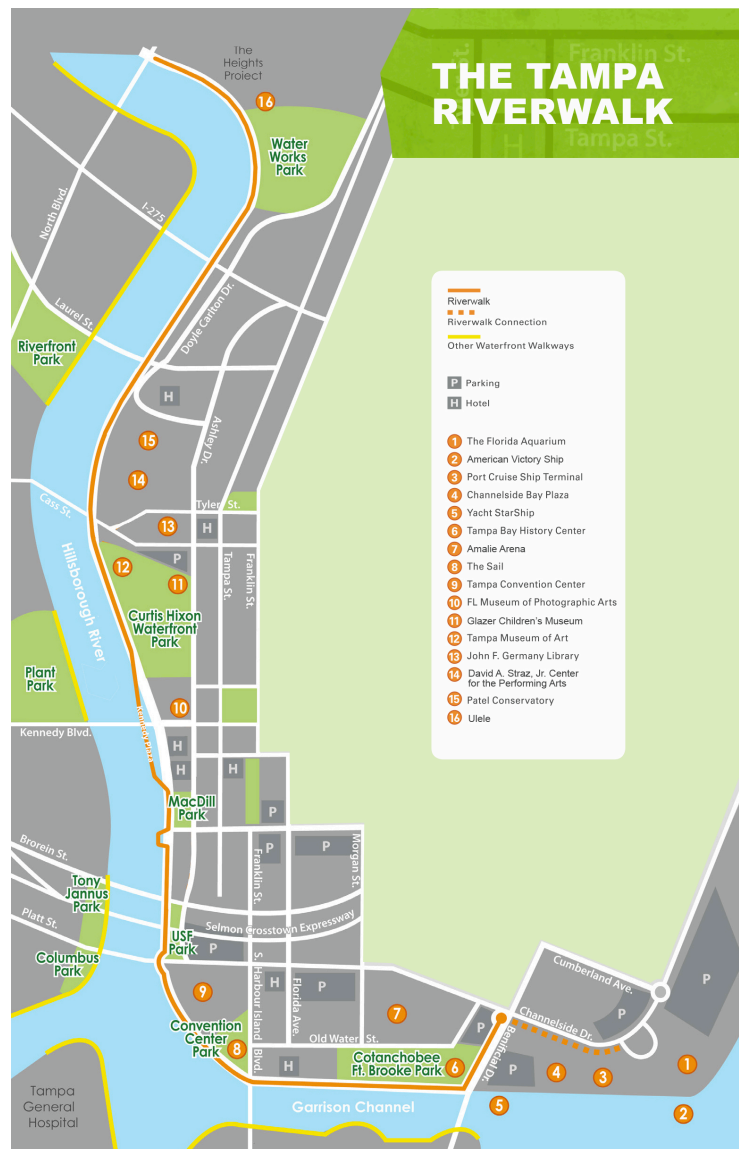 THE TAMPA
RIVERWALK
Franklin St.
Tampa St.
H
The
Heights
Project
16
Water
Works
Park
North Blvd.
I-275
Laurel St.
Doyle Carlton Dr.
Riverfront
Park
H
Ashley Dr.
15
14
Tyler St.
Cass St.
13
H
P
12
11
Tampa St.
Franklin St.
Hillsborough River
Curtis Hixon
Waterfront
Park
Plant
Park
10
Kennedy Blvd.
Kennedy Plaza
H
H
H
MacDill
Park
P
Brorein St.
P
P
Franklin St.
Morgan St.
Tony
Jannus
Park
Platt St.
Selmon Crosstown Expressway
USF
Park
P
Columbus
Park
9
S. Harbour Island Blvd.
H
Florida Ave.
P
7
Convention
Center
Park
8
Old Water St.
H
Cotanchobee
Ft. Brooke Park
6
P
Benificial Dr.
Channelside Dr.
Cumberland Ave.
P
P
P
4
3
1
5
2
Garrison Channel
Tampa
General
Hospital
Riverwalk
Riverwalk Connection
Other Waterfront Walkways
P Parking
H Hotel
1 The Florida Aquarium
2 American Victory Ship
3 Port Cruise Ship Terminal
4 Channelside Bay Plaza
5 Yacht StarShip
6 Tampa Bay History Center
7 Amalie Arena
8 The Sail
9 Tampa Convention Center
10 FL Museum of Photographic Arts
11 Glazer Children's Museum
12 Tampa Museum of Art
13 John F. Germany Library
14 David A. Straz, Jr. Center
for the Performing Arts
15 Patel Conservatory
16 Ulele